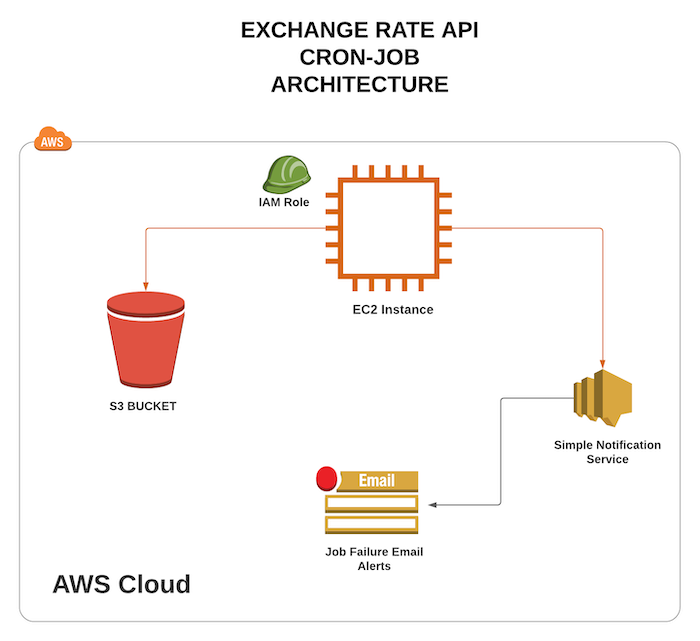 EXCHANGE RATE API
CRON-JOB
ARCHITECTURE
AWS
IAM Role
EC2 Instance
S3 BUCKET
Simple Notification
Service
Email
Job Failure Email
Alerts
AWS Cloud